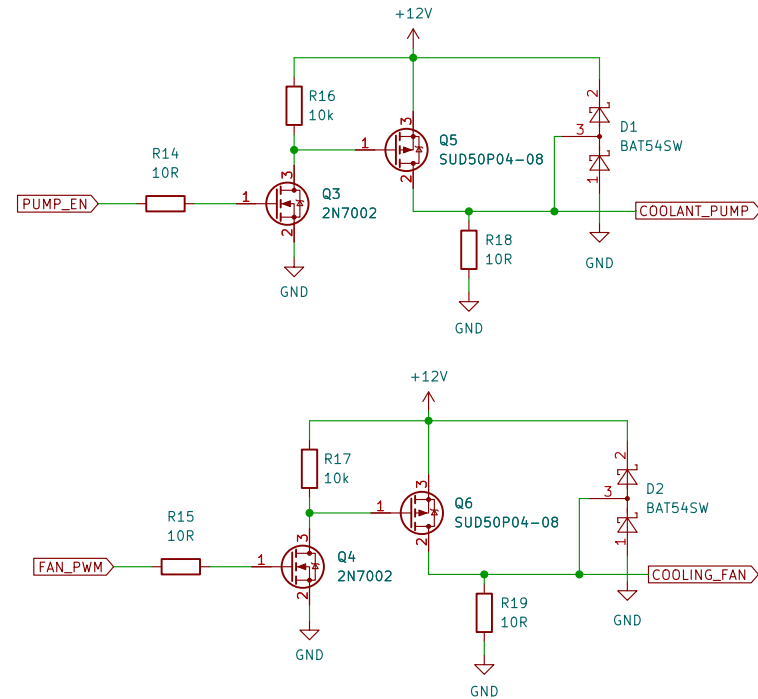 +12V
R16
10k
2
3
D1
BAT54SW
1
3
1
Q5
SUD50P04-08
2
R14
10R
PUMP_EN
1
3
Q3
2N7002
2
GND
COOLANT_PUMP
R18
10R
GND
GND
+12V
R17
10k
2
3
D2
BAT54SW
1
3
1
Q6
SUD50P04-08
2
R15
10R
FAN_PWM
1
3
Q4
2N7002
2
GND
COOLING_FAN
R19
10R
GND
GND